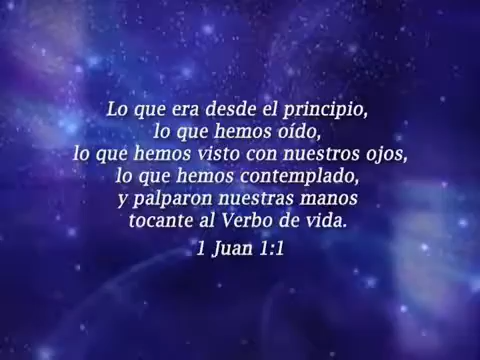 Lo que era desde el principio,
lo que hemos oído,
lo que hemos visto con nuestros ojos,
lo que hemos contemplado,
y palparon nuestras manos
tocante al Verbo de vida.
1 Juan 1:1